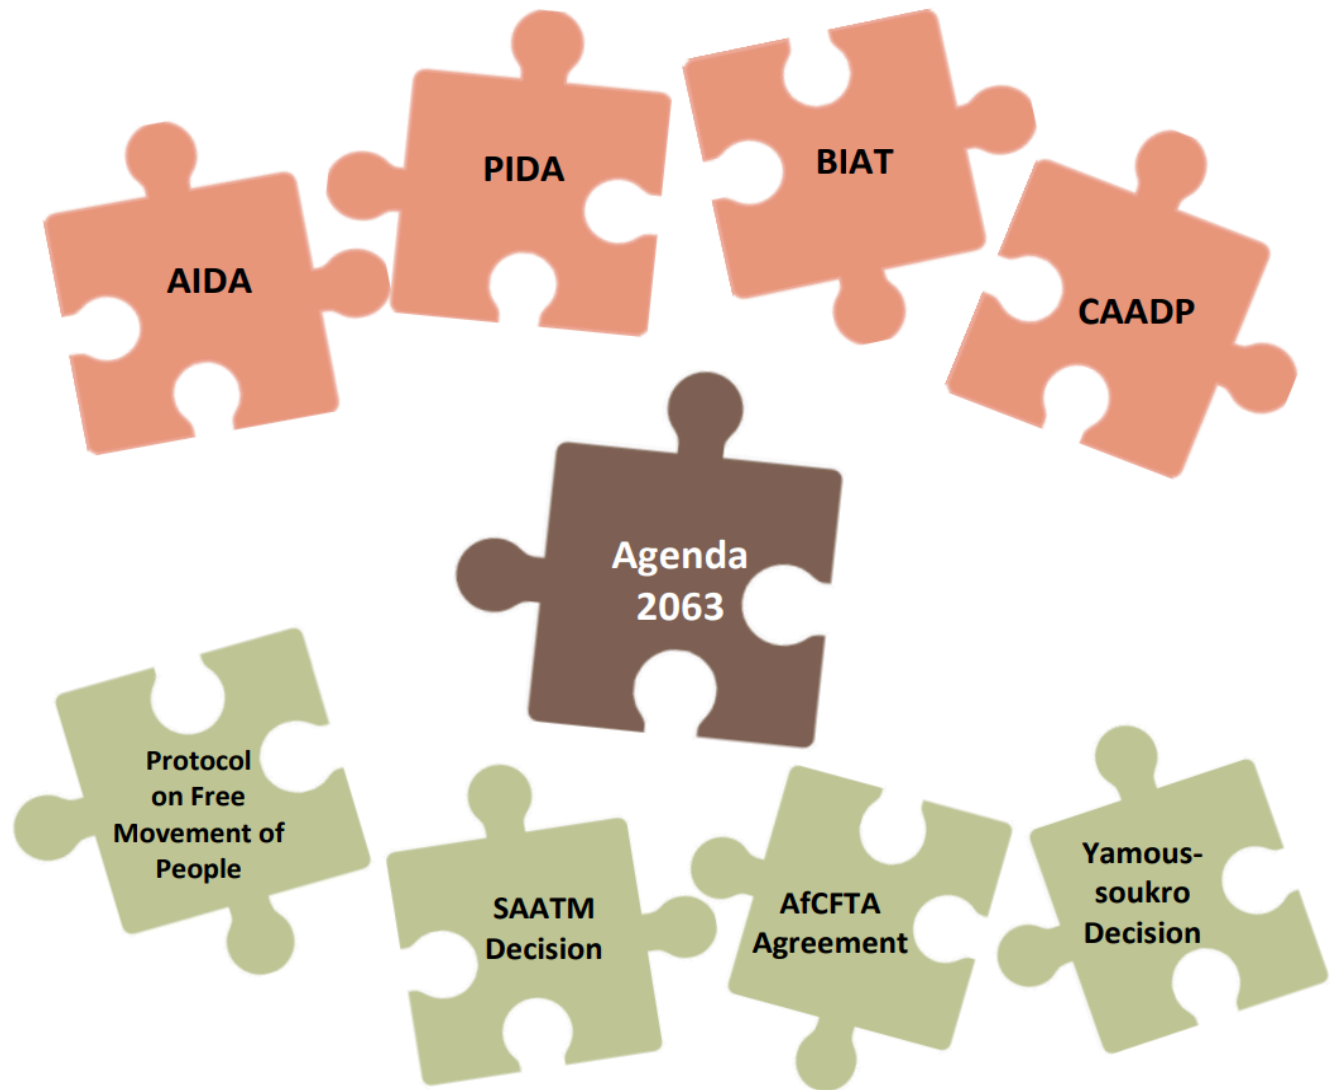 AIDA
PIDA
BIAT
CAADP
Agenda
2063
Protocol
on Free
Movement of
People
SAATM
Decision
AfCFTA
Agreement
Yamous-
soukro
Decision